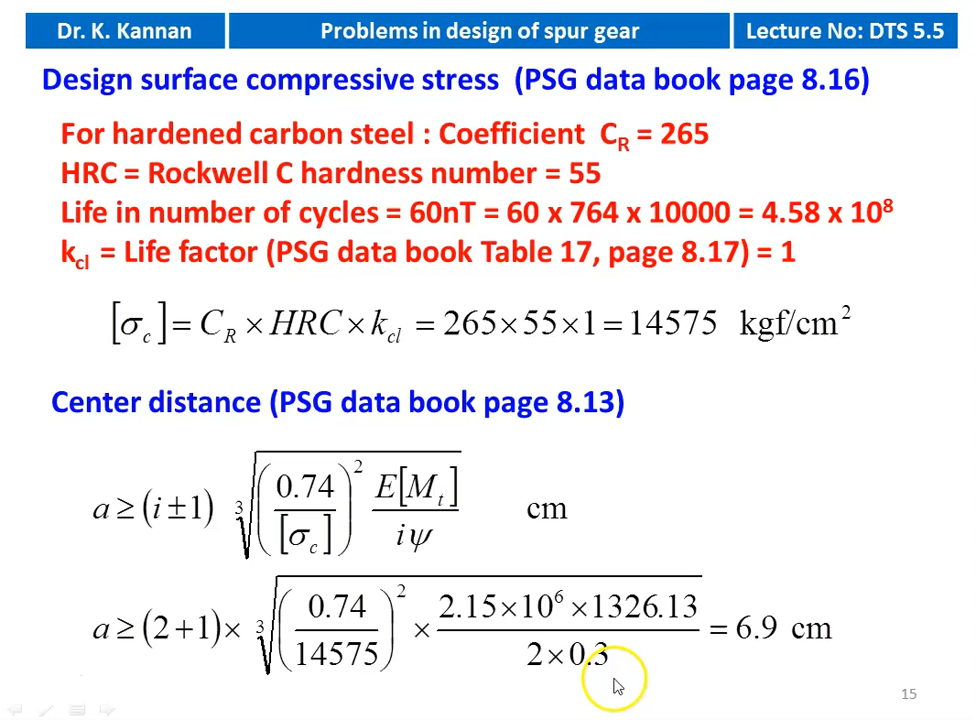 Dr. K. Kannan
Problems in design of spur gear
Lecture No: DTS 5.5
Design surface compressive stress (PSG data book page 8.16)
For hardened carbon steel : Coefficient C_R = 265
HRC = Rockwell C hardness number = 55
Life in number of cycles = 60nT = 60 x 764 x 10000 = 4.58 x 10^8
k_cl = Life factor (PSG data book Table 17, page 8.17) = 1
[σ_c] = C_R × HRC × k_cl = 265×55×1 = 14575 kgf/cm^2
Center distance (PSG data book page 8.13)
a ≥ (i ± 1) ∛((0.74/[σ_c])^2 E[M_t]/iψ) cm
a ≥ (2+1)× ∛((0.74/14575)^2 × (2.15×10^6×1326.13)/(2×0.3)) = 6.9 cm
15